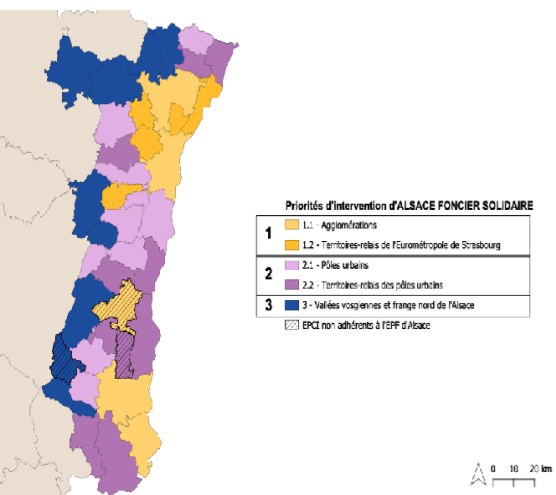 Priorités d'intervention d'ALSACE FONCIER SOLIDAIRE
1
1.1 - Agglomérations
1.2 - Territoires-relais de l'Eurométropole de Strasbourg
2
2.1 - Pôles urbains
2.2 - Territoires-relais des pôles urbains
3
3 - Vallées vosgiennes et frange nord de l'Alsace
EPCI non adhérents à l'EPF d'Alsace
0 10 20 km